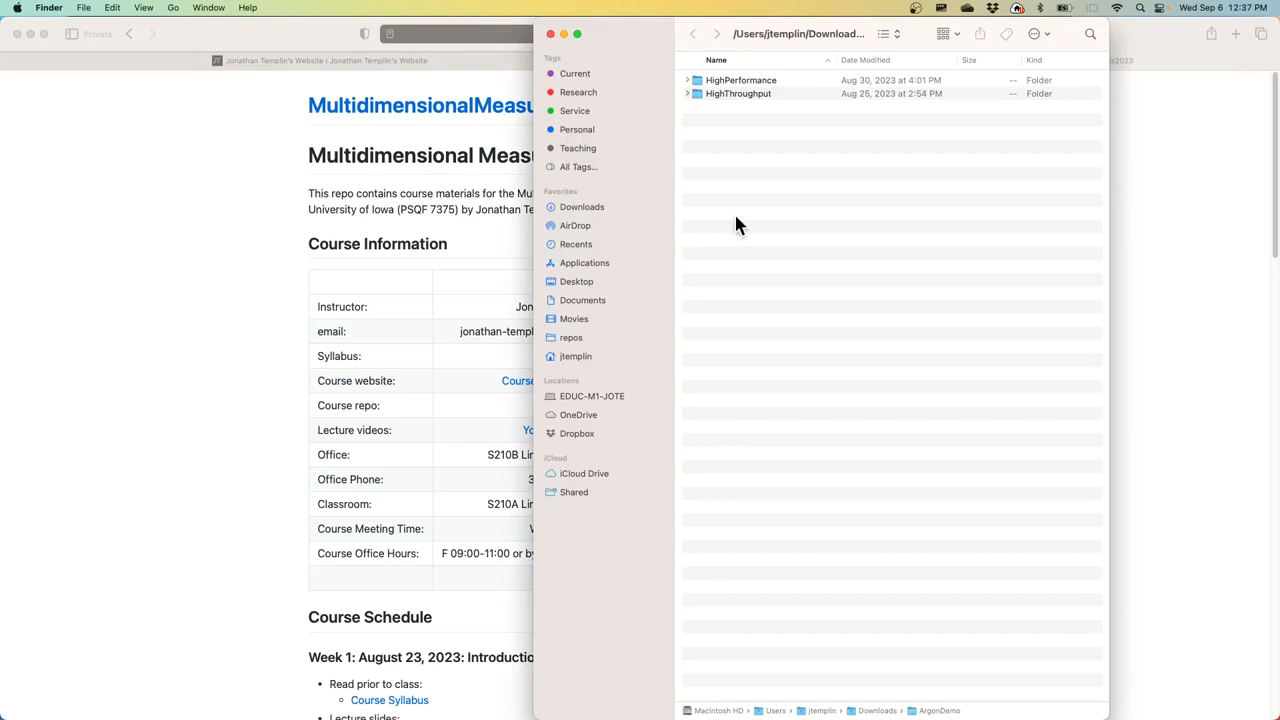 Finder File Edit View Go Window Help
Wed Sep 6 12:37 PM
Private
Jonathan Templin's Website | Jonathan Templin's Website
MultidimensionalMeasu
Multidimensional Measu
This repo contains course materials for the Mu
University of Iowa (PSQF 7375) by Jonathan Te
Course Information
Instructor: Jon
email: jonathan-templ
Syllabus:
Course website: Course
Course repo:
Lecture videos: Yo
Office: S210B Lin
Office Phone: 3
Classroom: S210A Lin
Course Meeting Time: W
Course Office Hours: F 09:00-11:00 or by
Course Schedule
Week 1: August 23, 2023: Introductio
Read prior to class:
Course Syllabus
Lecture slides:
Tags
Current
Research
Service
Personal
Teaching
All Tags...
Favorites
Downloads
AirDrop
Recents
Applications
Desktop
Documents
Movies
repos
jtemplin
Locations
EDUC-M1-JOTE
OneDrive
Dropbox
iCloud
iCloud Drive
Shared
/Users/jtemplin/Download...
Name Date Modified Size Kind
HighPerformance Aug 30, 2023 at 4:01 PM -- Folder
HighThroughput Aug 25, 2023 at 2:54 PM -- Folder
Macintosh HD › Users › jtemplin › Downloads › ArgonDemo